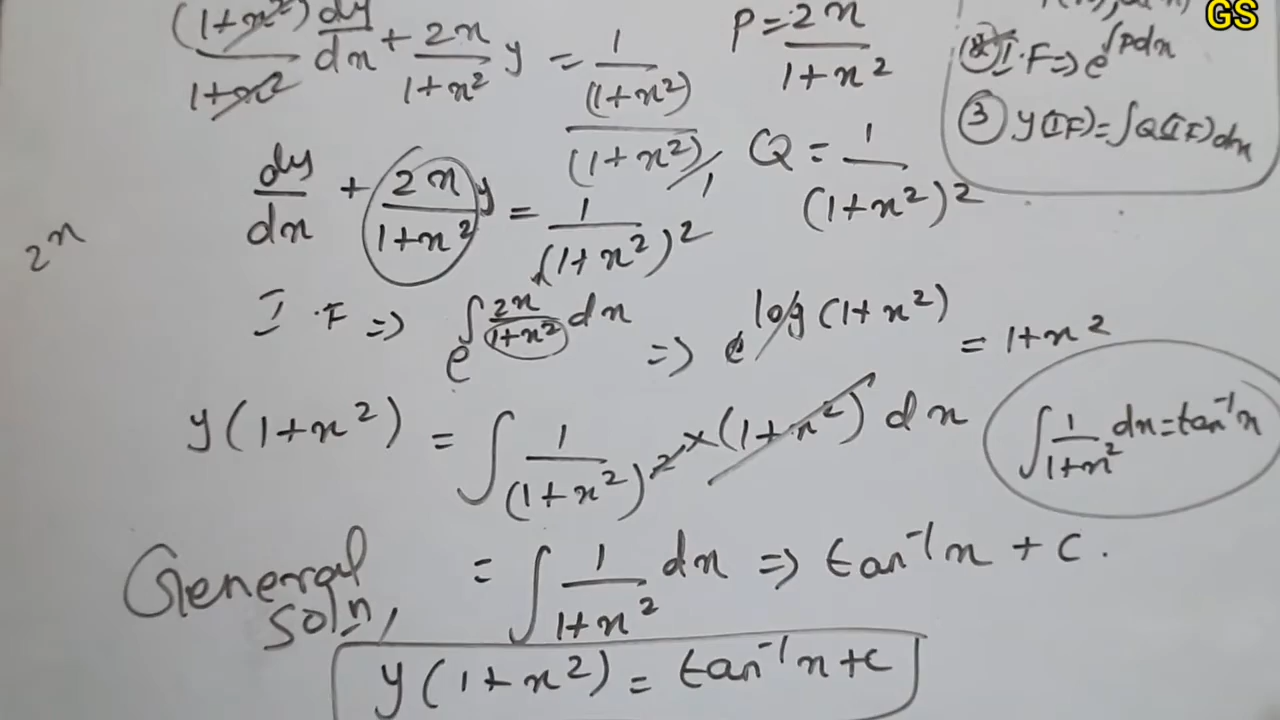 GS
(1+x²) dy/dx / 1+x² + 2x/1+x² y = 1/(1+x²) / (1+x²)
P = 2x/1+x²
I.F => e^∫Pdx
③ y(IF) = ∫Q(IF)dx
dy/dx + 2x/1+x² y = 1/(1+x²)²
Q = 1/(1+x²)²
2x
I.F => e^∫ 2x/1+x² dx => e^log(1+x²) = 1+x²
y(1+x²) = ∫ 1/(1+x²)² × (1+x²) dx
∫ 1/1+x² dx = tan⁻¹x
General soln, = ∫ 1/1+x² dx => tan⁻¹x + c.
y(1+x²) = tan⁻¹x + c